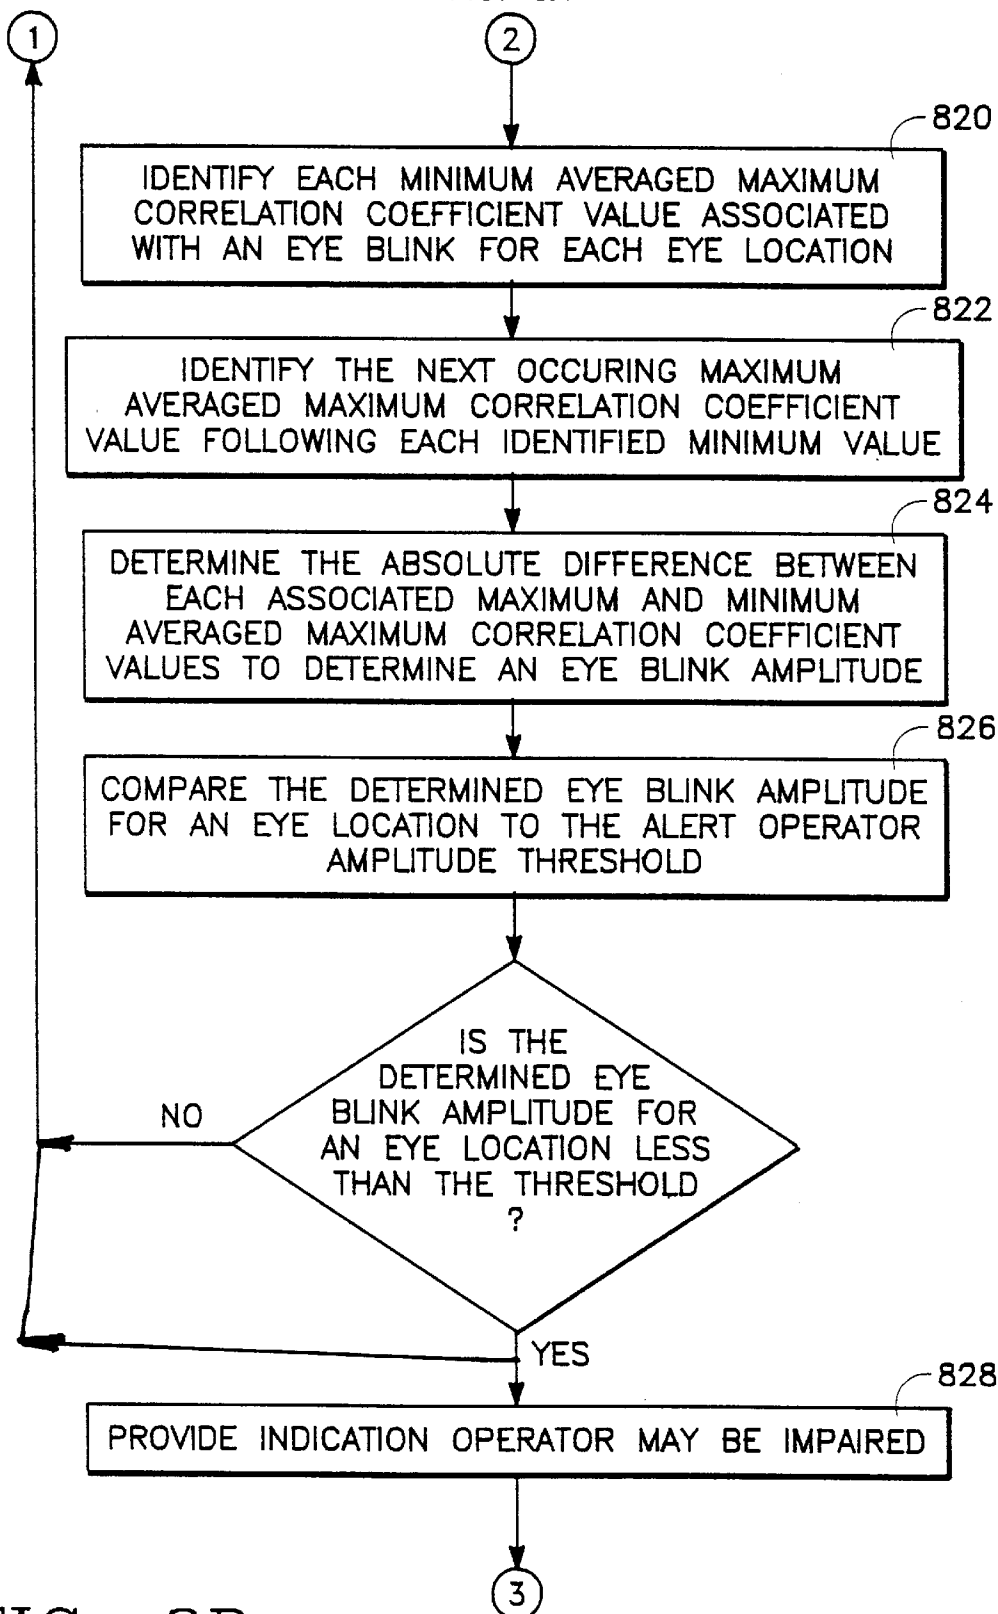 1
2
820
IDENTIFY EACH MINIMUM AVERAGED MAXIMUM
CORRELATION COEFFICIENT VALUE ASSOCIATED
WITH AN EYE BLINK FOR EACH EYE LOCATION
822
IDENTIFY THE NEXT OCCURING MAXIMUM
AVERAGED MAXIMUM CORRELATION COEFFICIENT
VALUE FOLLOWING EACH IDENTIFIED MINIMUM VALUE
824
DETERMINE THE ABSOLUTE DIFFERENCE BETWEEN
EACH ASSOCIATED MAXIMUM AND MINIMUM
AVERAGED MAXIMUM CORRELATION COEFFICIENT
VALUES TO DETERMINE AN EYE BLINK AMPLITUDE
826
COMPARE THE DETERMINED EYE BLINK AMPLITUDE
FOR AN EYE LOCATION TO THE ALERT OPERATOR
AMPLITUDE THRESHOLD
IS THE
DETERMINED EYE
BLINK AMPLITUDE FOR
AN EYE LOCATION LESS
THAN THE THRESHOLD
?
NO
YES
828
PROVIDE INDICATION OPERATOR MAY BE IMPAIRED
3